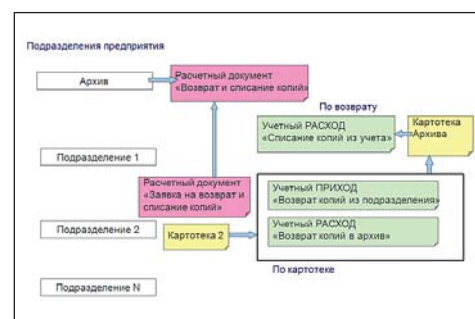 Подразделения предприятия
Архив
Расчетный документ
«Возврат и списание копий»
По возврату
Учетный РАСХОД
«Списание копий из учета»
Картотека
Архива
Подразделение 1
Расчетный документ
«Заявка на возврат и
списание копий»
Учетный ПРИХОД
«Возврат копий из подразделения»
Подразделение 2
Картотека 2
Учетный РАСХОД
«Возврат копий в архив»
По картотеке
Подразделение N